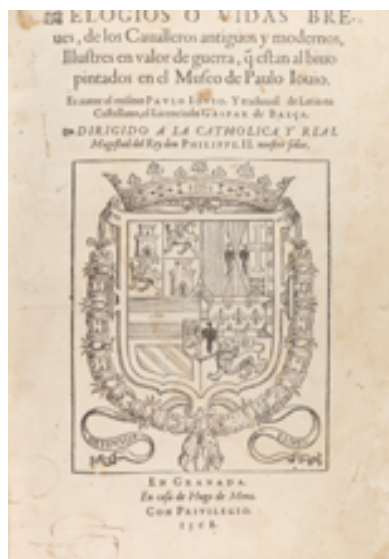 ELOGIOS O VIDAS BRE
ues, de los Caualleros antiguos y modernos,
Illustres en valor de guerra, q̃ estan al biuo
pintados en el Museo de Paulo Iouio.
Es autor el mismo PAVLO IOVIO. Y traduxolo de Latin en
Castellano, el Licenciado GASPAR de BAEÇA.
DIRIGIDO A LA CATHOLICA Y REAL
Magestad del Rey don PHILIPPE II. nuestro señor.
EN GRANADA.
En casa de Hugo de Mena.
CON PRIVILEGIO.
1568.